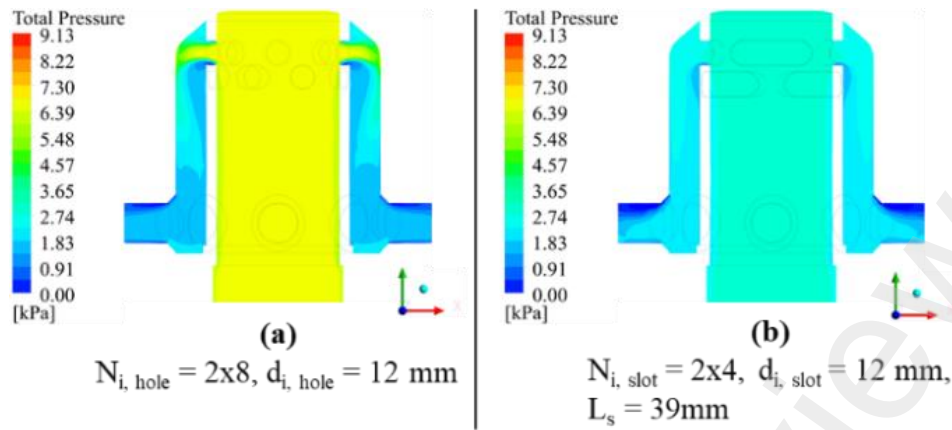 Total Pressure
9.13
8.22
7.30
6.39
5.48
4.57
3.65
2.74
1.83
0.91
0.00
[kPa]
(a)
N i, hole = 2x8, d i, hole = 12 mm
Total Pressure
9.13
8.22
7.30
6.39
5.48
4.57
3.65
2.74
1.83
0.91
0.00
[kPa]
(b)
N i, slot = 2x4, d i, slot = 12 mm,
L s = 39mm